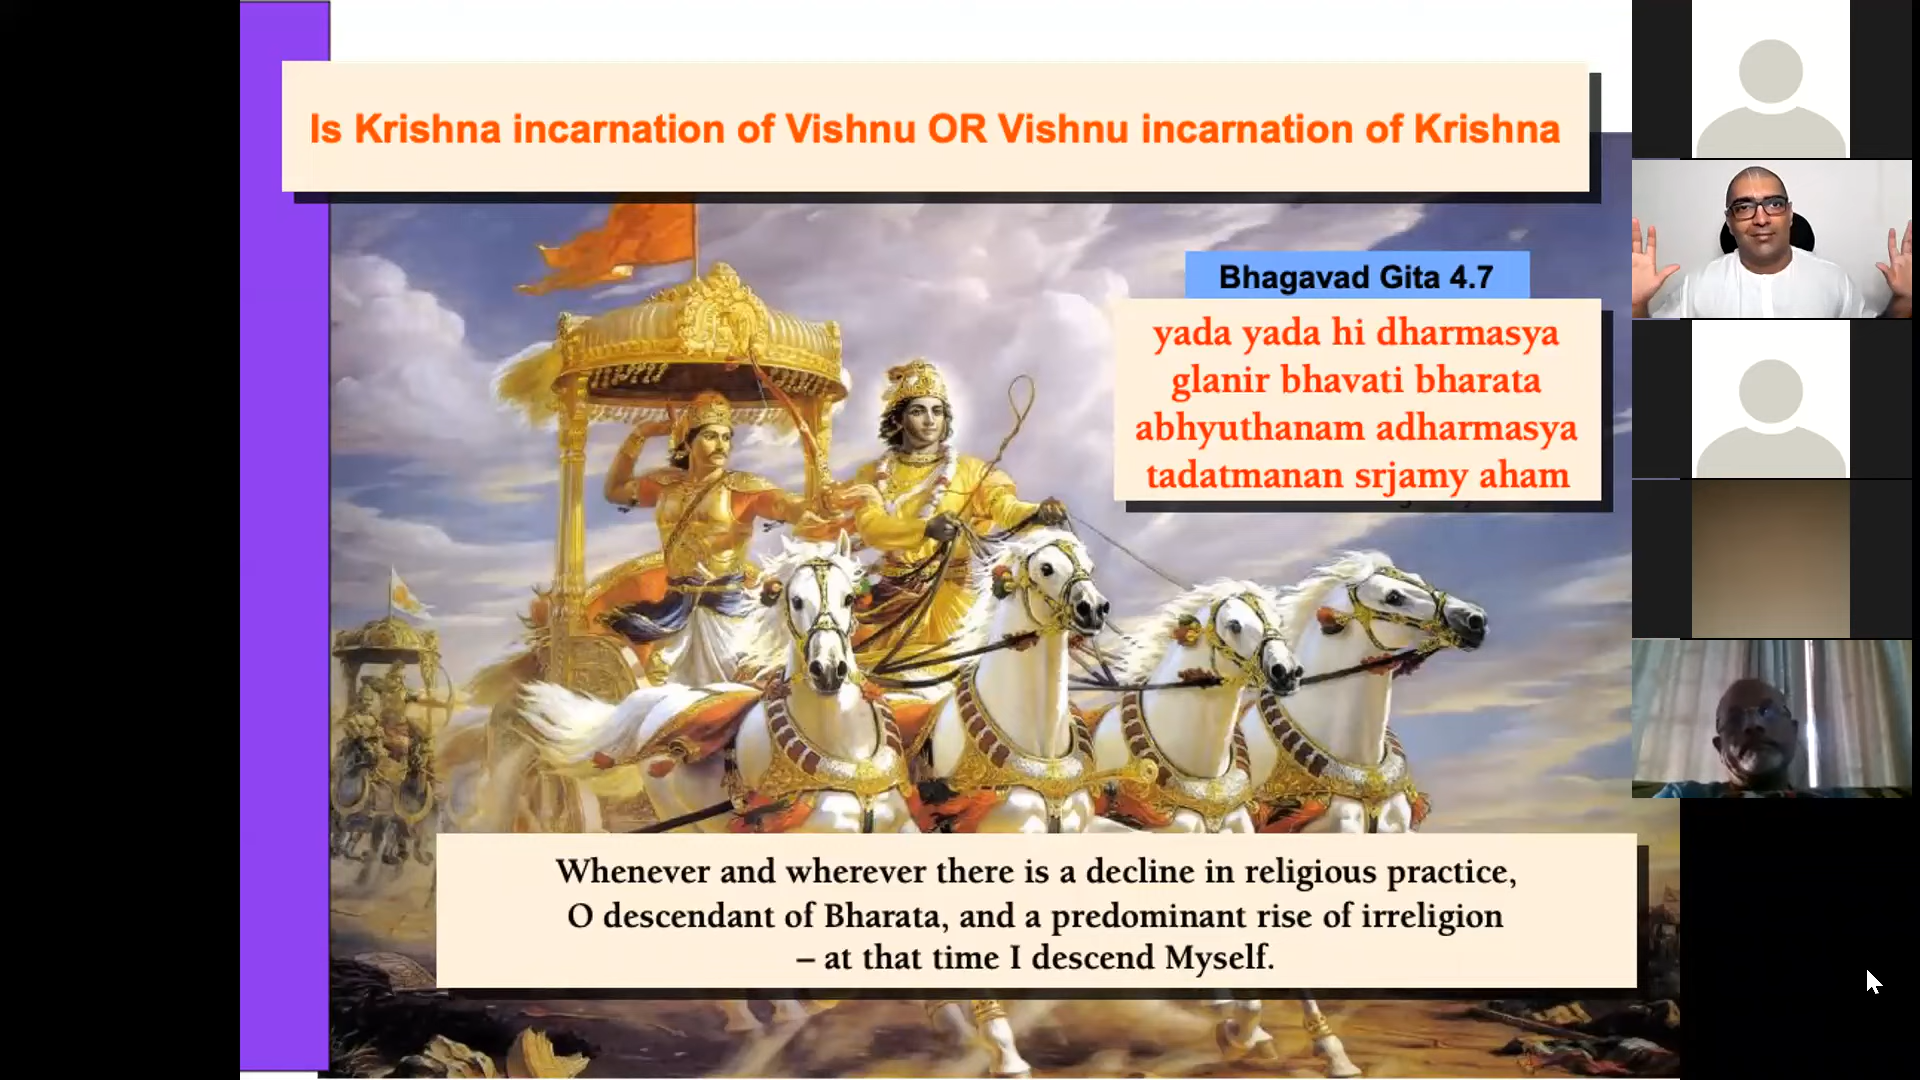 Is Krishna incarnation of Vishnu OR Vishnu incarnation of Krishna
Bhagavad Gita 4.7
yada yada hi dharmasya
glanir bhavati bharata
abhyuthanam adharmasya
tadatmanan srjamy aham
Whenever and wherever there is a decline in religious practice,
O descendant of Bharata, and a predominant rise of irreligion
– at that time I descend Myself.